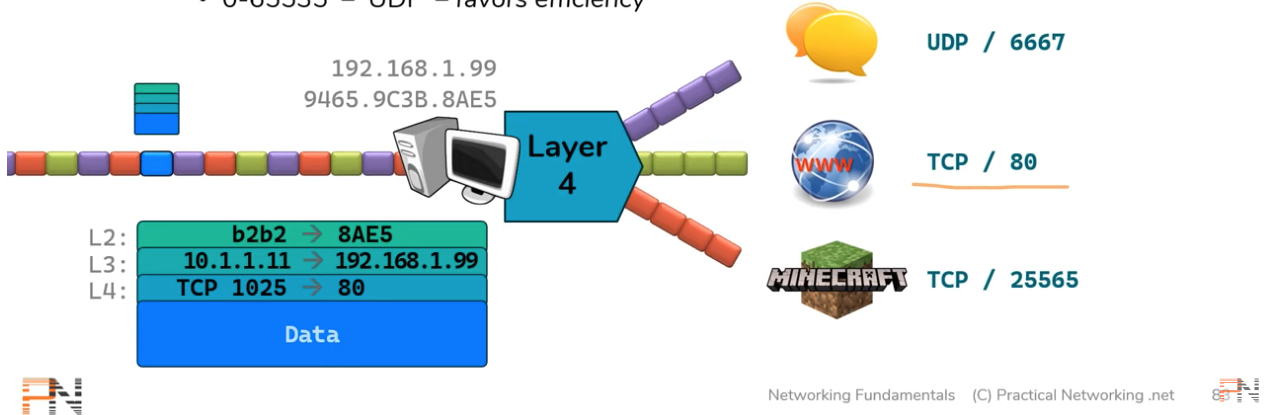 • 0-65535 – UDP – favors efficiency
192.168.1.99
9465.9C3B.8AE5
Layer
4
UDP / 6667
WWW
TCP / 80
MINECRAFT
TCP / 25565
L2: b2b2 → 8AE5
L3: 10.1.1.11 → 192.168.1.99
L4: TCP 1025 → 80
Data
PN
Networking Fundamentals (C) Practical Networking .net
PN